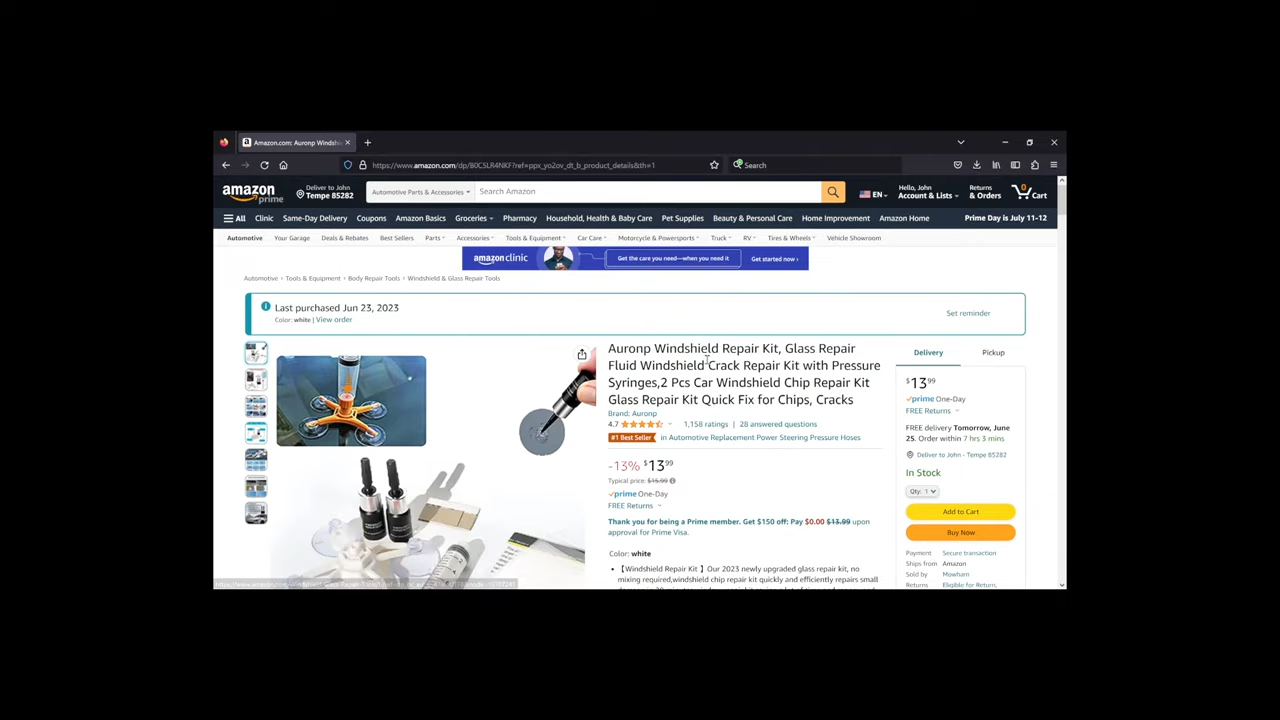 Amazon.com: Auronp Windshi
https://www.amazon.com/dp/B0CSLR4NKF?ref=ppx_yo2ov_dt_b_product_details&th=1
Search
amazon
prime
Deliver to John
Tempe 85282
Automotive Parts & Accessories
Search Amazon
EN
Hello, John
Account & Lists
Returns
& Orders
0
Cart
All
Clinic
Same-Day Delivery
Coupons
Amazon Basics
Groceries
Pharmacy
Household, Health & Baby Care
Pet Supplies
Beauty & Personal Care
Home Improvement
Amazon Home
Prime Day is July 11-12
Automotive
Your Garage
Deals & Rebates
Best Sellers
Parts
Accessories
Tools & Equipment
Car Care
Motorcycle & Powersports
Truck
RV
Tires & Wheels
Vehicle Showroom
amazon clinic
Get the care you need—when you need it
Get started now ›
Automotive › Tools & Equipment › Body Repair Tools › Windshield & Glass Repair Tools
Last purchased Jun 23, 2023
Color: white | View order
Set reminder
Auronp Windshield Repair Kit, Glass Repair
Fluid Windshield Crack Repair Kit with Pressure
Syringes,2 Pcs Car Windshield Chip Repair Kit
Glass Repair Kit Quick Fix for Chips, Cracks
Brand: Auronp
4.7
1,158 ratings | 28 answered questions
#1 Best Seller in Automotive Replacement Power Steering Pressure Hoses
-13% $13 99
Typical price: $15.99
prime One-Day
FREE Returns
Thank you for being a Prime member. Get $150 off: Pay $0.00 $13.99 upon
approval for Prime Visa.
Color: white
• 【Windshield Repair Kit 】Our 2023 newly upgraded glass repair kit, no
mixing required,windshield chip repair kit quickly and efficiently repairs small
Delivery
Pickup
$13 99
prime One-Day
FREE Returns
FREE delivery Tomorrow, June
25. Order within 7 hrs 3 mins
Deliver to John - Tempe 85282
In Stock
Qty: 1
Add to Cart
Buy Now
Payment Secure transaction
Ships from Amazon
Sold by Mowham
Returns Eligible for Return,